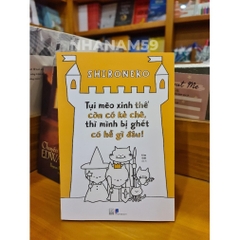 NHANAM59
SHIRONEKO
Tụi mèo xinh thế
còn có kẻ chê,
thì mình bị ghét
có hề gì đâu!